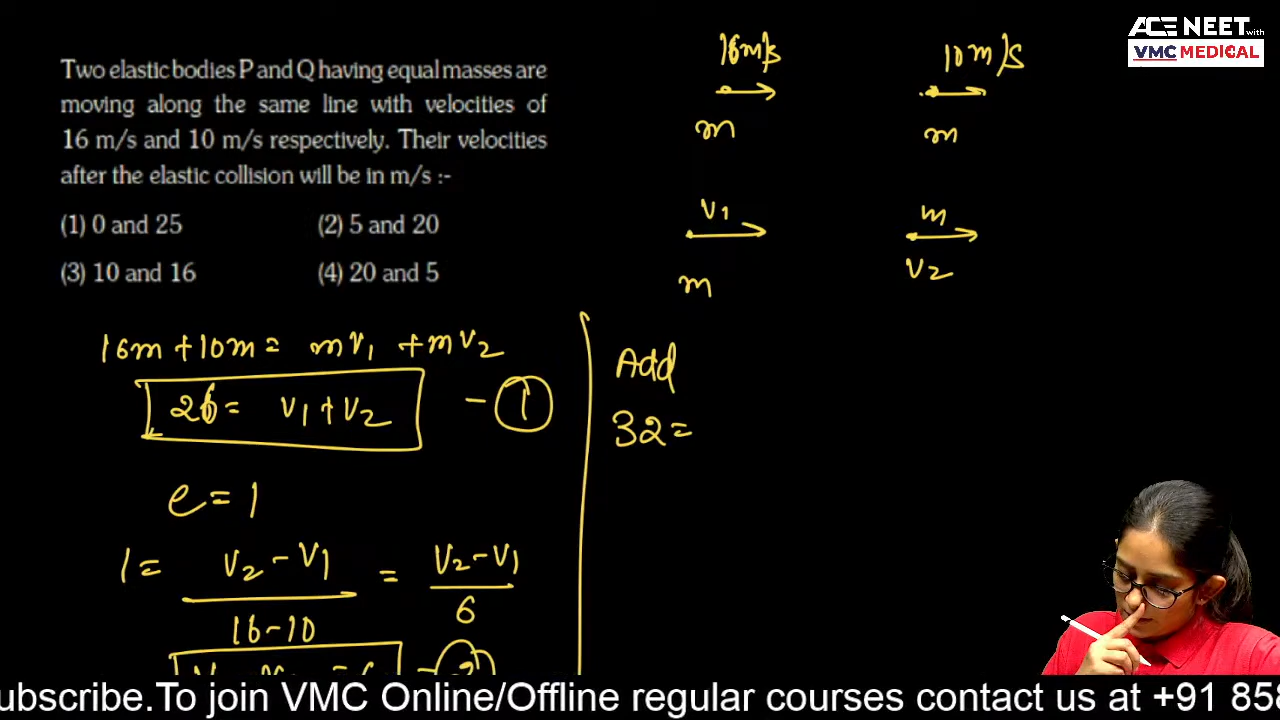 ACE NEET with
VMC MEDICAL
Two elastic bodies P and Q having equal masses are
moving along the same line with velocities of
16 m/s and 10 m/s respectively. Their velocities
after the elastic collision will be in m/s :-
(1) 0 and 25 (2) 5 and 20
(3) 10 and 16 (4) 20 and 5
16m/s 10m/s
m m
V1 m
m V2
16m + 10m = mV1 + mV2
26 = V1 + V2 - 1
e = 1
1 = V2 - V1 / 16 - 10 = V2 - V1 / 6
Add
32 =
ubscribe.To join VMC Online/Offline regular courses contact us at +91 858